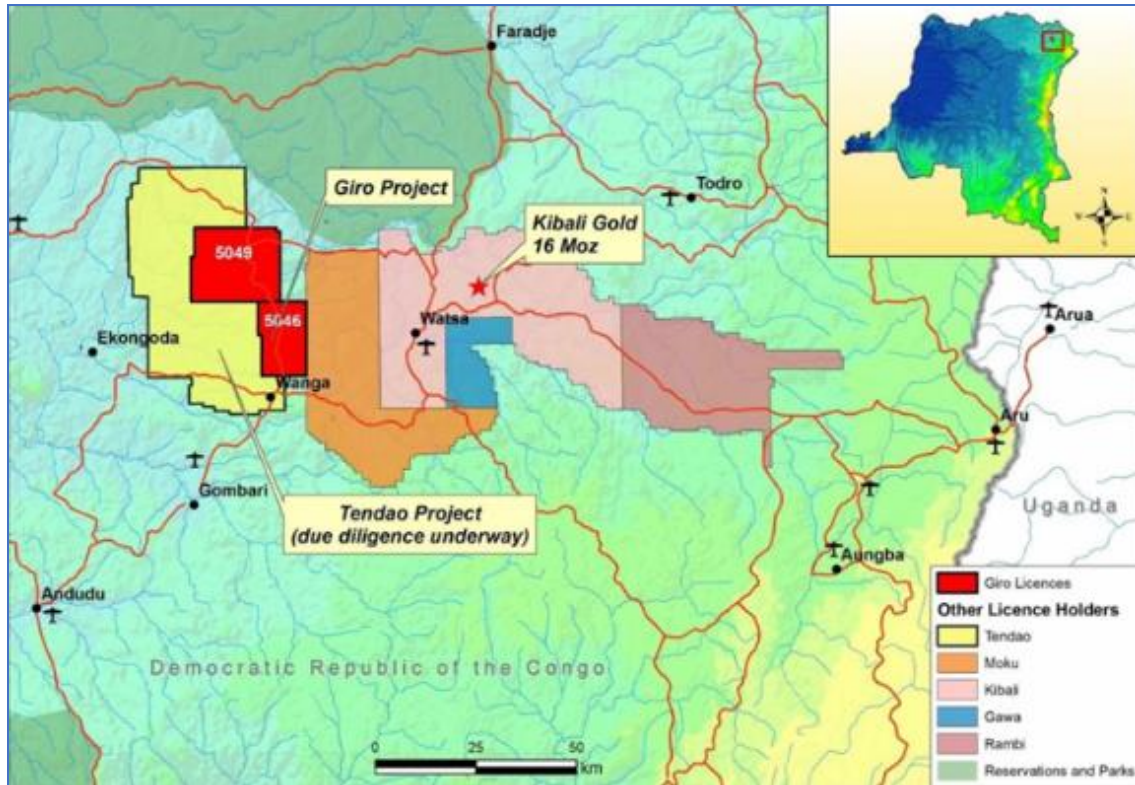 Faradje
Giro Project
Todro
Kibali Gold
16 Moz
N
W
E
S
5049
5046
Watsa
Arua
Ekongoda
Wanga
Aru
Gombari
Tendao Project
(due diligence underway)
Uganda
Aungba
Andudu
Democratic Republic of the Congo
0 25 50
km
Giro Licences
Other Licence Holders
Tendao
Moku
Kibali
Gawa
Rambi
Reservations and Parks